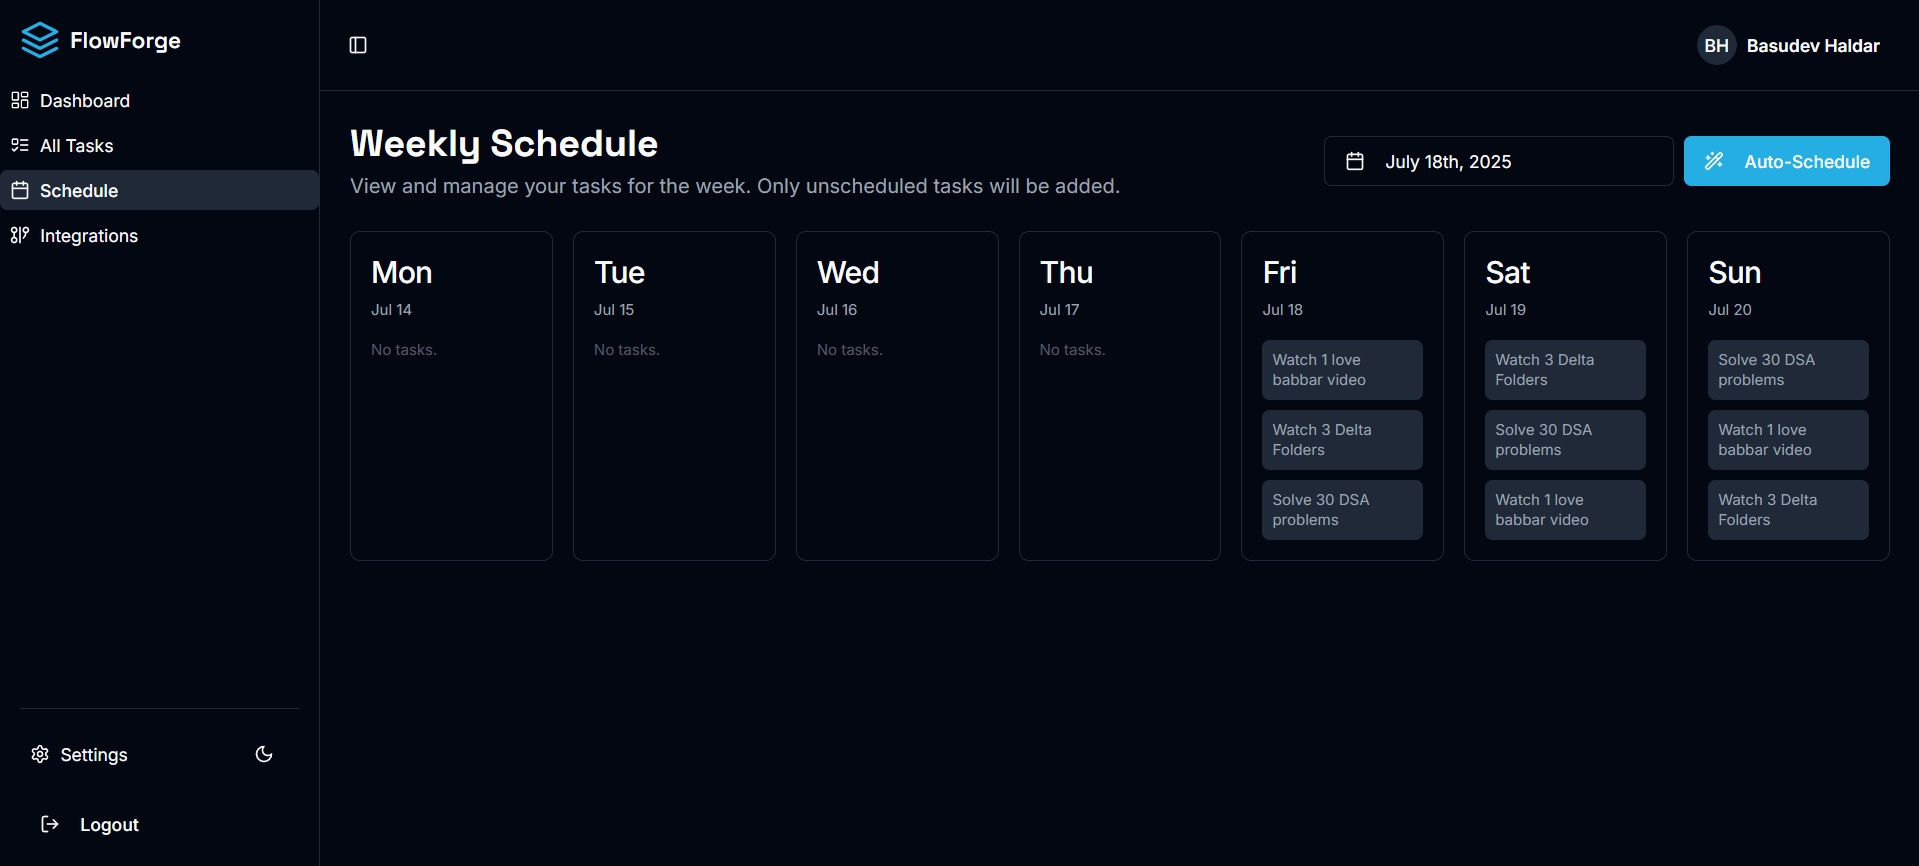 FlowForge
Dashboard
All Tasks
Schedule
Integrations
Settings
Logout
BH Basudev Haldar
Weekly Schedule
View and manage your tasks for the week. Only unscheduled tasks will be added.
July 18th, 2025
Auto-Schedule
Mon
Jul 14
No tasks.
Tue
Jul 15
No tasks.
Wed
Jul 16
No tasks.
Thu
Jul 17
No tasks.
Fri
Jul 18
Watch 1 love
babbar video
Watch 3 Delta
Folders
Solve 30 DSA
problems
Sat
Jul 19
Watch 3 Delta
Folders
Solve 30 DSA
problems
Watch 1 love
babbar video
Sun
Jul 20
Solve 30 DSA
problems
Watch 1 love
babbar video
Watch 3 Delta
Folders